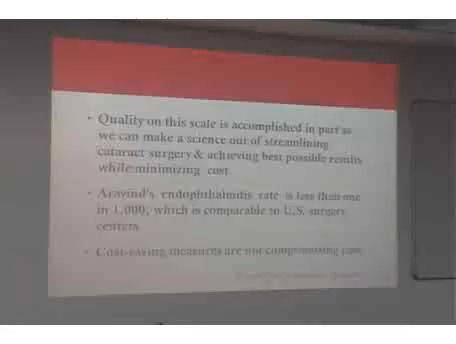 • Quality on this scale is accomplished in part as
we can make a science out of streamlining
cataract surgery & achieving best possible results
while minimizing cost
• Aravind's endophthalmitis rate is less than one
in 1,000, which is comparable to U.S. surgery
centers
• Cost-saving measures are not compromising care